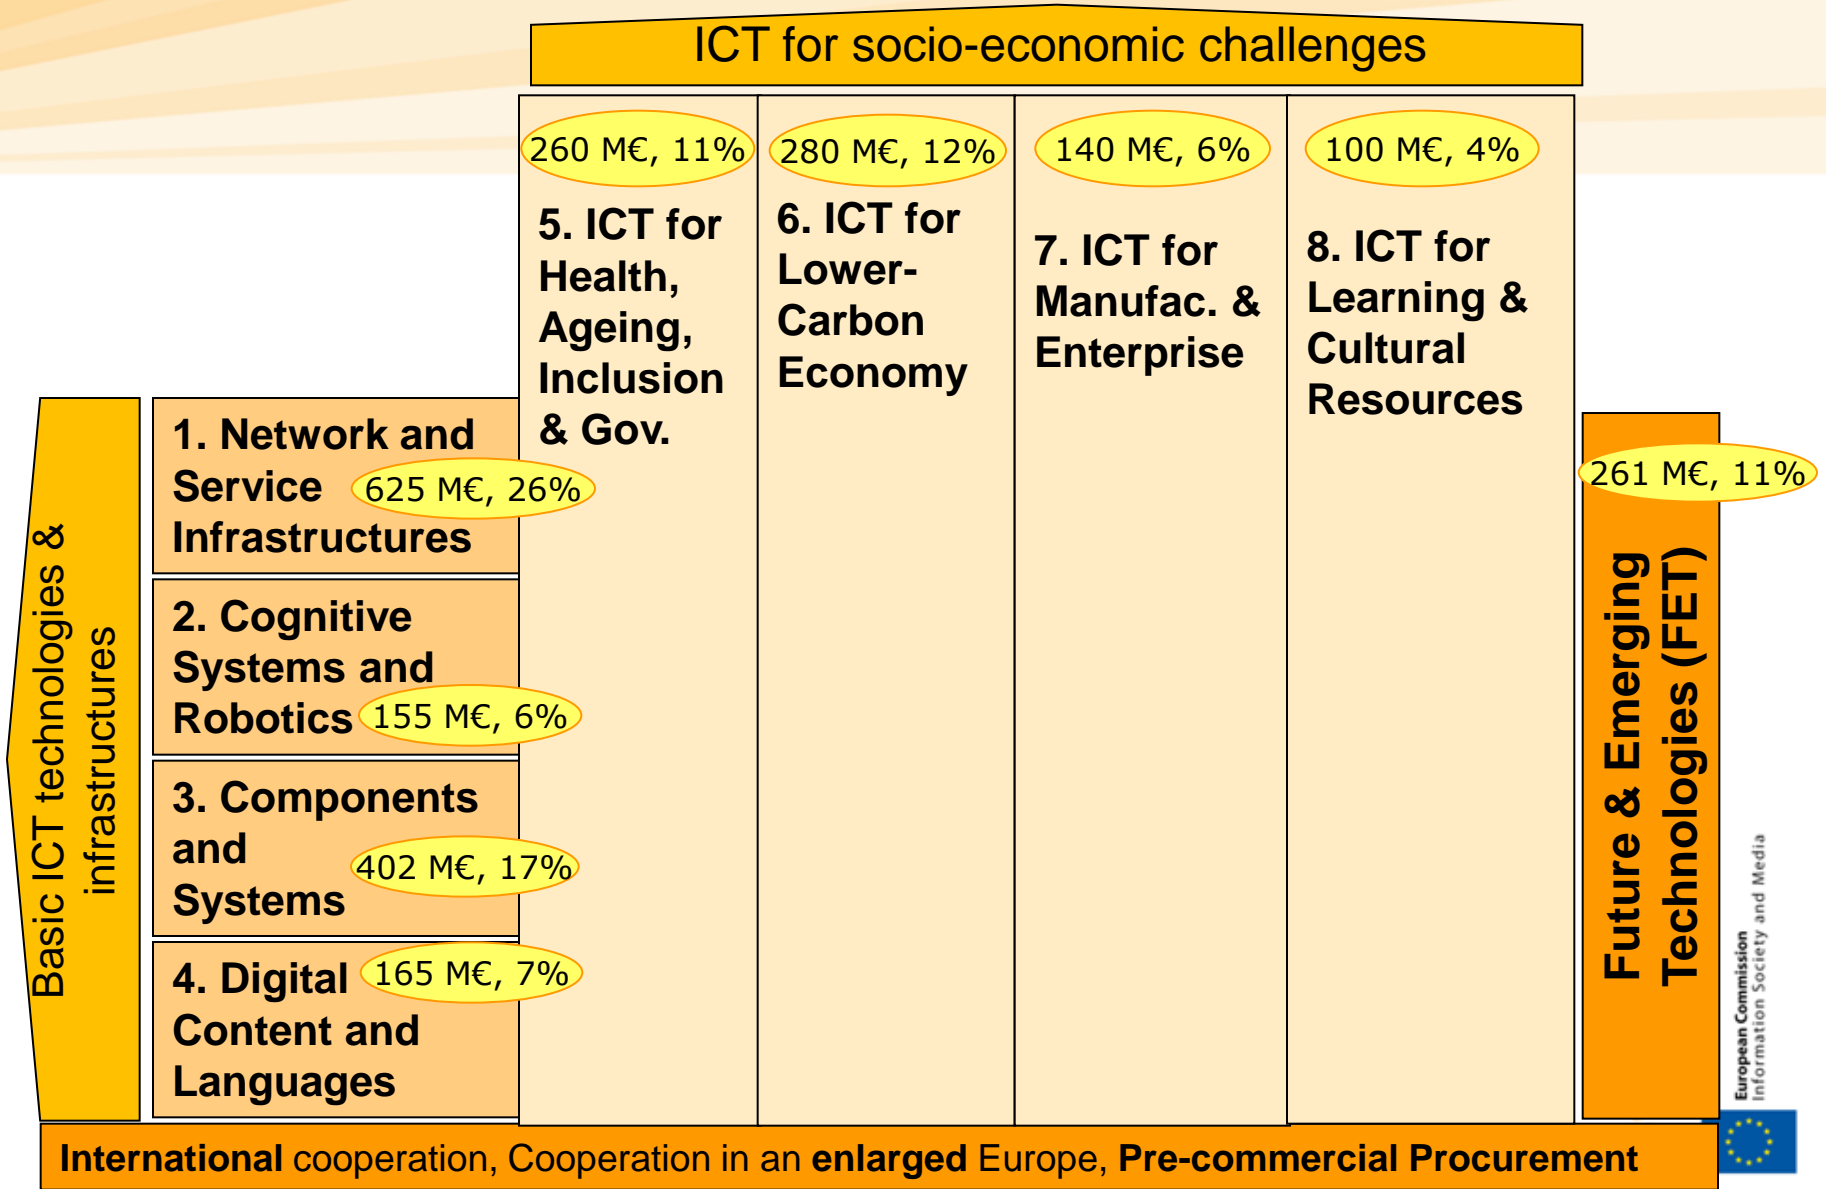 ICT for socio-economic challenges
260 M€, 11%
5. ICT for
Health,
Ageing,
Inclusion
& Gov.
280 M€, 12%
6. ICT for
Lower-
Carbon
Economy
140 M€, 6%
7. ICT for
Manufac. &
Enterprise
100 M€, 4%
8. ICT for
Learning &
Cultural
Resources
Basic ICT technologies &
infrastructures
1. Network and
Service
Infrastructures
625 M€, 26%
2. Cognitive
Systems and
Robotics
155 M€, 6%
3. Components
and
Systems
402 M€, 17%
4. Digital
Content and
Languages
165 M€, 7%
261 M€, 11%
Future & Emerging
Technologies (FET)
European Commission
Information Society and Media
International cooperation, Cooperation in an enlarged Europe, Pre-commercial Procurement